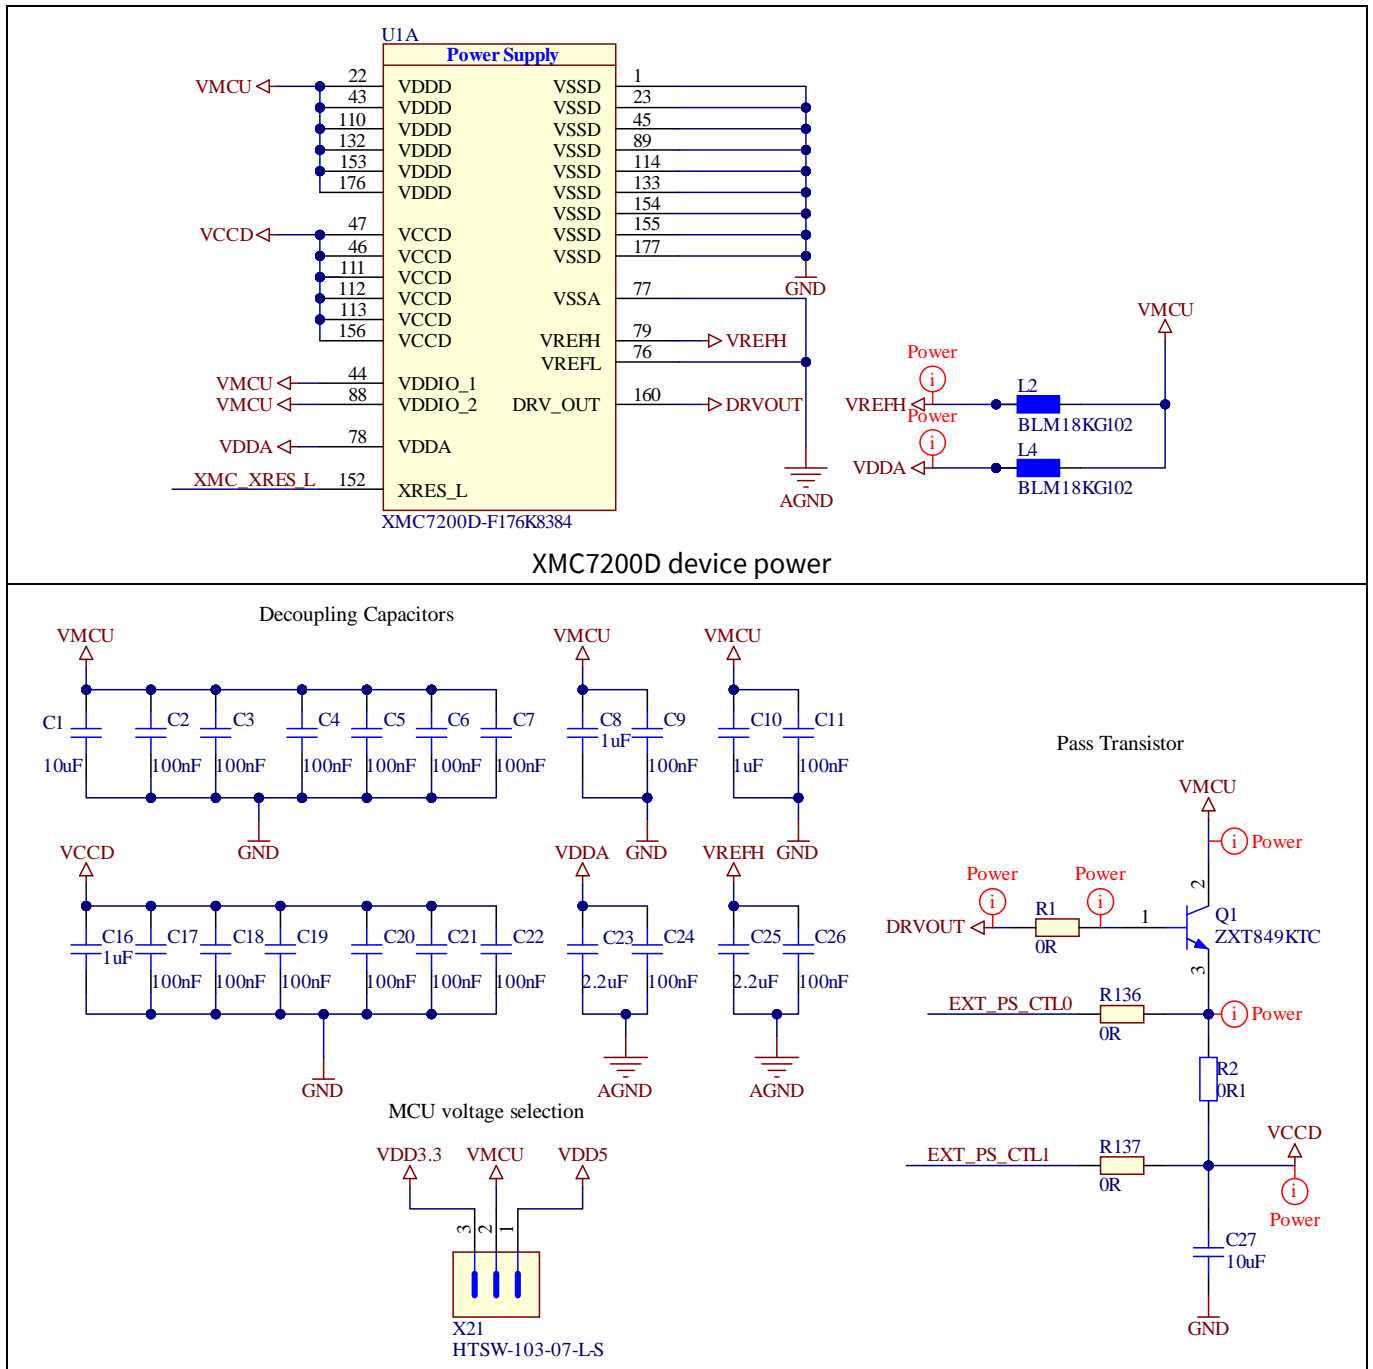 U1A
Power Supply
VMCU 22 VDDD VSSD 1
43 VDDD VSSD 23
110 VDDD VSSD 45
132 VDDD VSSD 89
153 VDDD VSSD 114
176 VDDD VSSD 133
VSSD 154
VCCD 47 VCCD VSSD 155
46 VCCD VSSD 177
111 VCCD
GND
112 VCCD VSSA 77
113 VCCD
156 VCCD VREFH 79 VREFH
VREFL 76
VMCU 44 VDDIO_1
VMCU 88 VDDIO_2 DRV_OUT 160 DRVOUT
VDDA 78 VDDA
XMC_XRES_L 152 XRES_L
AGND
XMC7200D-F176K8384
VMCU
Power
i
L2
VREFH
BLM18KG102
Power
i
L4
VDDA
BLM18KG102
XMC7200D device power
Decoupling Capacitors
VMCU VMCU VMCU
C1 C2 C3 C4 C5 C6 C7 C8 C9 C10 C11
10uF 100nF 100nF 100nF 100nF 100nF 100nF 1uF 100nF 1uF 100nF
GND GND GND
VCCD VDDA VREFH
C16 C17 C18 C19 C20 C21 C22 C23 C24 C25 C26
1uF 100nF 100nF 100nF 100nF 100nF 100nF 2.2uF 100nF 2.2uF 100nF
GND AGND AGND
MCU voltage selection
VDD3.3 VMCU VDD5
3 2 1
X21
HTSW-103-07-L-S
Pass Transistor
VMCU
i Power
2
Power Power
i i
DRVOUT R1 1 Q1
0R ZXT849KTC
3
EXT_PS_CTL0 R136 i Power
0R
R2
0R1
VCCD
EXT_PS_CTL1 R137
0R
i
Power
C27
10uF
GND